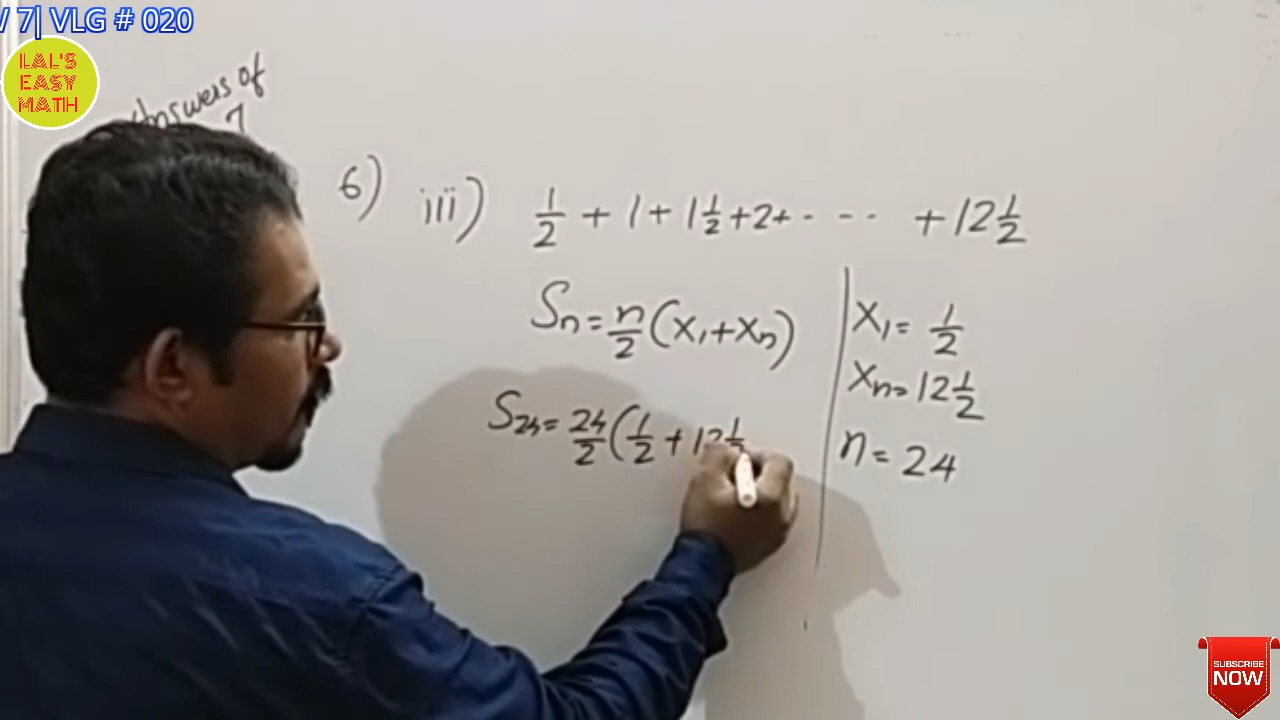 7| VLG # 020
LAL'S
EASY
MATH
Answers of
7
6) iii) 1/2 + 1 + 1 1/2 + 2 + - - - - + 12 1/2
Sn = n/2 (x₁ + xn)
x₁ = 1/2
xn = 12 1/2
S24 = 24/2 (1/2 + 12 1/2
n = 24
SUBSCRIBE
NOW